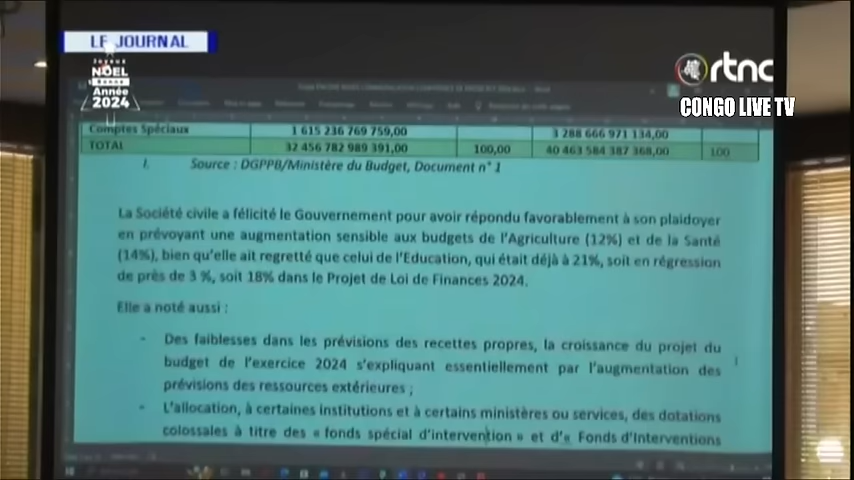 LE JOURNAL
Joyeux
NOEL
Bonne
Année
2024
rtnc
CONGO LIVE TV
Comptes Spéciaux 1 615 236 769 759,00 3 288 666 971 134,00
TOTAL 32 456 782 989 391,00 100,00 40 463 584 387 368,00 100
I. Source : DGPPB/Ministère du Budget, Document n° 1
La Société civile a félicité le Gouvernement pour avoir répondu favorablement à son plaidoyer
en prévoyant une augmentation sensible aux budgets de l'Agriculture (12%) et de la Santé
(14%), bien qu'elle ait regretté que celui de l'Education, qui était déjà à 21%, soit en régression
de près de 3 %, soit 18% dans le Projet de Loi de Finances 2024.
Elle a noté aussi :
- Des faiblesses dans les prévisions des recettes propres, la croissance du projet du
budget de l'exercice 2024 s'expliquant essentiellement par l'augmentation des
prévisions des ressources extérieures ;
- L'allocation, à certaines institutions et à certains ministères ou services, des dotations
colossales à titre des « fonds spécial d'intervention » et d'« Fonds d'Interventions